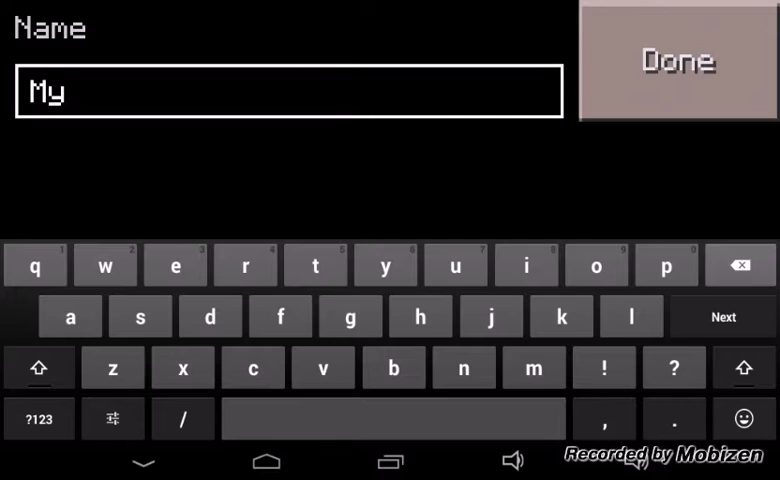 Name
Done
My
1 2 3 4 5 6 7 8 9 0
q w e r t y u i o p
a s d f g h j k l Next
z x c v b n m ! ?
?123 / , .
Recorded by Mobizen